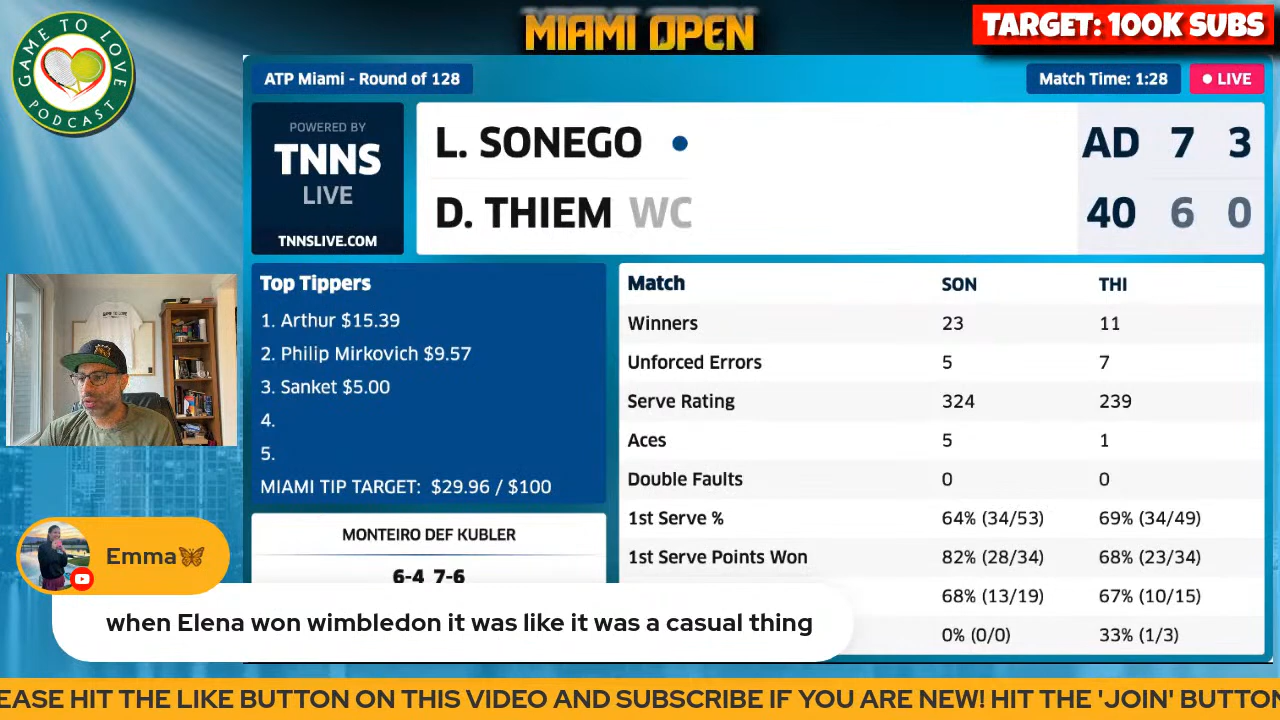 GAME TO LOVE
PODCAST
MIAMI OPEN
TARGET: 100K SUBS
ATP Miami - Round of 128
Match Time: 1:28
LIVE
POWERED BY
TNNS
LIVE
TNNSLIVE.COM
L. SONEGO AD 7 3
D. THIEM WC 40 6 0
Top Tippers
1. Arthur $15.39
2. Philip Mirkovich $9.57
3. Sanket $5.00
4.
5.
MIAMI TIP TARGET: $29.96 / $100
MONTEIRO DEF KUBLER
6-4 7-6
Match SON THI
Winners 23 11
Unforced Errors 5 7
Serve Rating 324 239
Aces 5 1
Double Faults 0 0
1st Serve % 64% (34/53) 69% (34/49)
1st Serve Points Won 82% (28/34) 68% (23/34)
68% (13/19) 67% (10/15)
0% (0/0) 33% (1/3)
Emma
when Elena won wimbledon it was like it was a casual thing
EASE HIT THE LIKE BUTTON ON THIS VIDEO AND SUBSCRIBE IF YOU ARE NEW! HIT THE 'JOIN' BUTTON